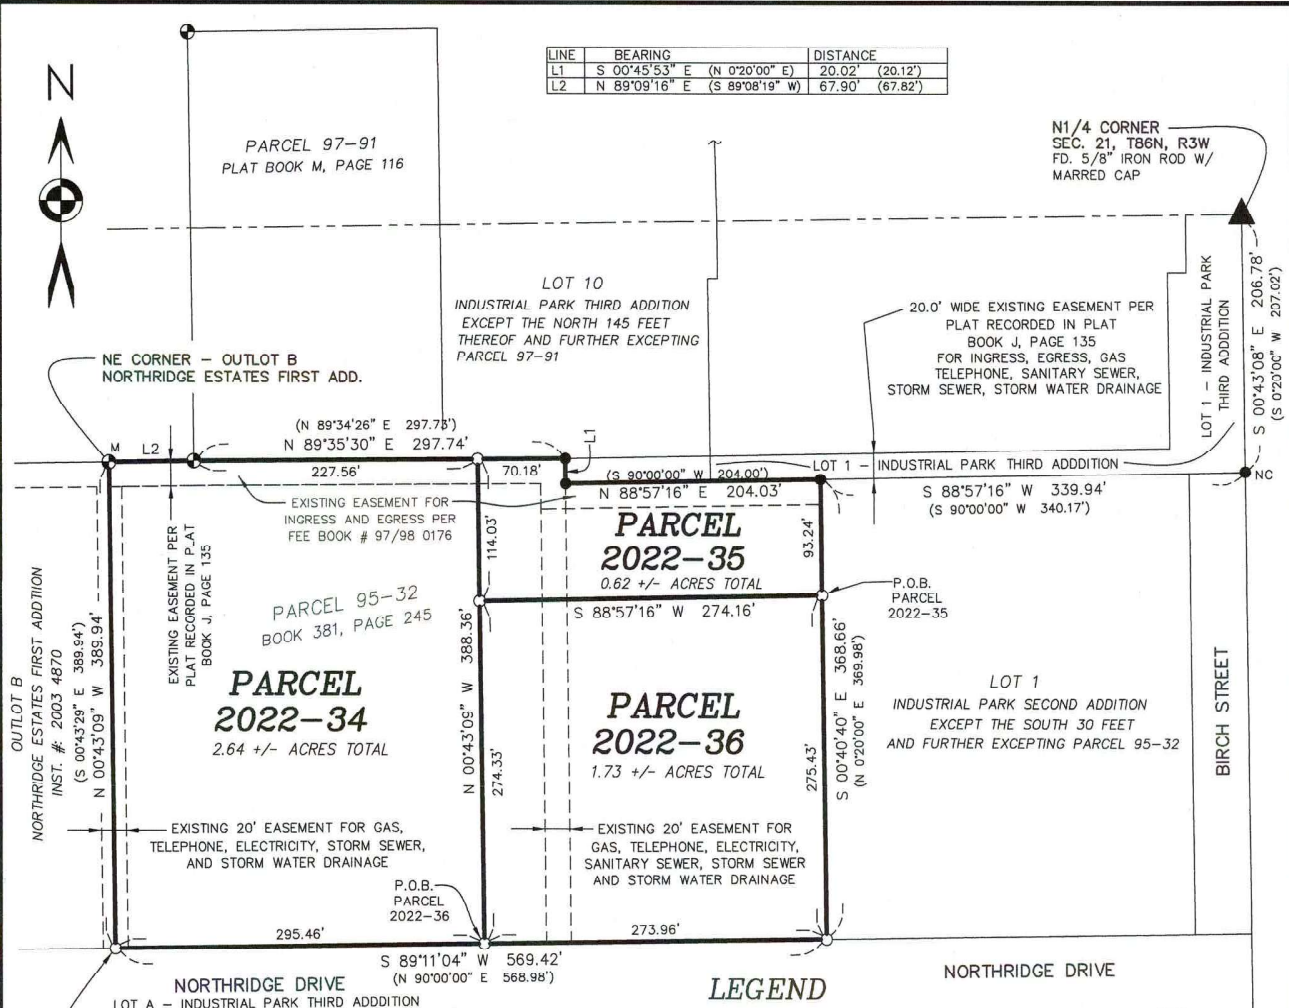 LINE BEARING DISTANCE
L1 S 00°45'53" E (N 0°20'00" E) 20.02' (20.12')
L2 N 89°09'16" E (S 89°08'19" W) 67.90' (67.82')
N
PARCEL 97-91
PLAT BOOK M, PAGE 116
N1/4 CORNER
SEC. 21, T86N, R3W
FD. 5/8" IRON ROD W/
MARRED CAP
LOT 10
INDUSTRIAL PARK THIRD ADDITION
EXCEPT THE NORTH 145 FEET
THEREOF AND FURTHER EXCEPTING
PARCEL 97-91
20.0' WIDE EXISTING EASEMENT PER
PLAT RECORDED IN PLAT
BOOK J, PAGE 135
FOR INGRESS, EGRESS, GAS
TELEPHONE, SANITARY SEWER,
STORM SEWER, STORM WATER DRAINAGE
LOT 1 - INDUSTRIAL PARK
THIRD ADDDITION
S 00°43'08" E 206.78'
(S 0°20'00" W 207.02')
NE CORNER - OUTLOT B
NORTHRIDGE ESTATES FIRST ADD.
(N 89°34'26" E 297.73')
N 89°35'30" E 297.74'
M
L2
L1
227.56'
70.18'
(S 90°00'00" W 204.00')
N 88°57'16" E 204.03'
LOT 1 - INDUSTRIAL PARK THIRD ADDDITION
S 88°57'16" W 339.94'
(S 90°00'00" W 340.17')
NC
EXISTING EASEMENT FOR
INGRESS AND EGRESS PER
FEE BOOK # 97/98 0176
EXISTING EASEMENT PER
PLAT RECORDED IN PLAT
BOOK J, PAGE 135
114.03'
PARCEL
2022-35
0.62 +/- ACRES TOTAL
93.24'
S 88°57'16" W 274.16'
P.O.B.
PARCEL
2022-35
PARCEL 95-32
BOOK 381, PAGE 245
OUTLOT B
NORTHRIDGE ESTATES FIRST ADDTIION
INST. #: 2003 4870
(S 00°43'29" E 389.94')
N 00°43'09" W 389.94'
PARCEL
2022-34
2.64 +/- ACRES TOTAL
N 00°43'09" W 388.36'
274.33'
PARCEL
2022-36
1.73 +/- ACRES TOTAL
275.43'
S 00°40'40" E 368.66'
(N 0°20'00" E 369.98')
LOT 1
INDUSTRIAL PARK SECOND ADDITION
EXCEPT THE SOUTH 30 FEET
AND FURTHER EXCEPTING PARCEL 95-32
BIRCH STREET
EXISTING 20' EASEMENT FOR GAS,
TELEPHONE, ELECTRICITY, STORM SEWER,
AND STORM WATER DRAINAGE
EXISTING 20' EASEMENT FOR
GAS, TELEPHONE, ELECTRICITY,
SANITARY SEWER, STORM SEWER
AND STORM WATER DRAINAGE
P.O.B.
PARCEL
2022-36
295.46'
273.96'
S 89°11'04" W 569.42'
(N 90°00'00" E 568.98')
NORTHRIDGE DRIVE
LOT A - INDUSTRIAL PARK THIRD ADDDITION
LEGEND
NORTHRIDGE DRIVE